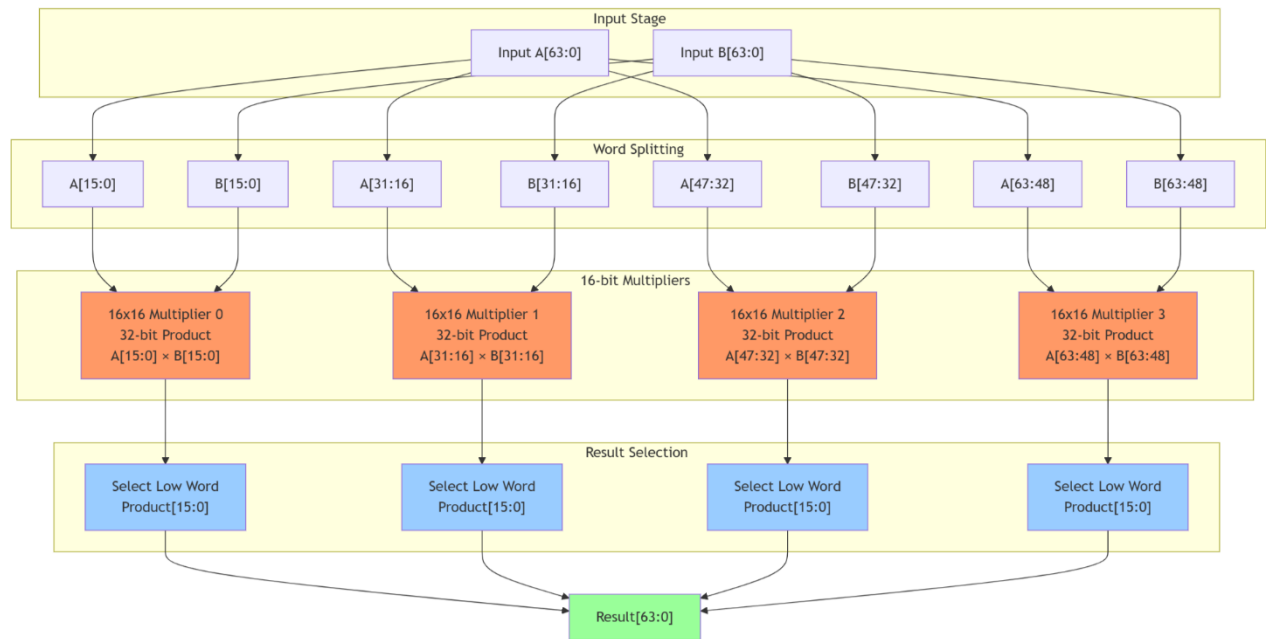 Input Stage
Input A[63:0]
Input B[63:0]
Word Splitting
A[15:0]
B[15:0]
A[31:16]
B[31:16]
A[47:32]
B[47:32]
A[63:48]
B[63:48]
16-bit Multipliers
16x16 Multiplier 0
32-bit Product
A[15:0] × B[15:0]
16x16 Multiplier 1
32-bit Product
A[31:16] × B[31:16]
16x16 Multiplier 2
32-bit Product
A[47:32] × B[47:32]
16x16 Multiplier 3
32-bit Product
A[63:48] × B[63:48]
Result Selection
Select Low Word
Product[15:0]
Select Low Word
Product[15:0]
Select Low Word
Product[15:0]
Select Low Word
Product[15:0]
Result[63:0]